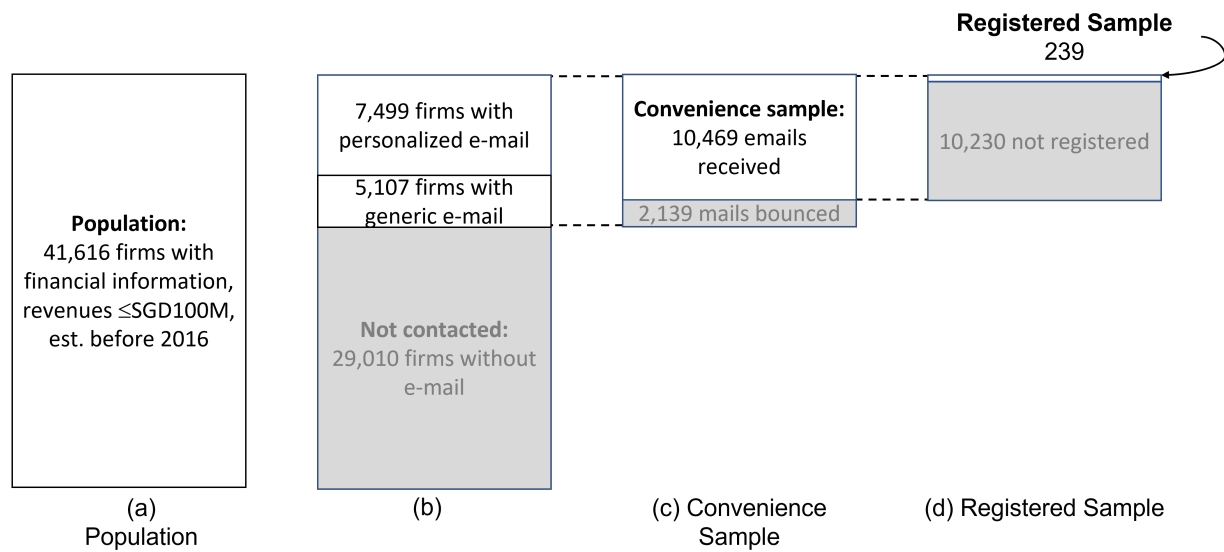 Registered Sample
239
Population:
41,616 firms with
financial information,
revenues ≤SGD100M,
est. before 2016
7,499 firms with
personalized e-mail
5,107 firms with
generic e-mail
Not contacted:
29,010 firms without
e-mail
Convenience sample:
10,469 emails
received
2,139 mails bounced
10,230 not registered
(a)
Population
(b)
(c) Convenience
Sample
(d) Registered Sample